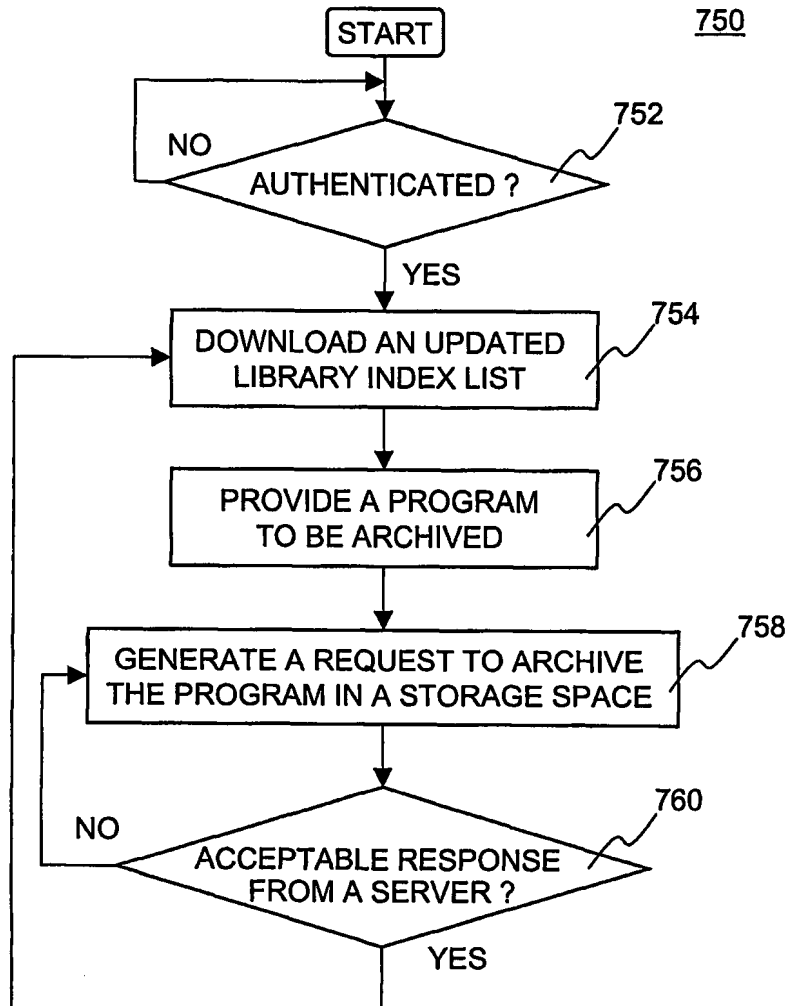 START
750
752
NO
AUTHENTICATED ?
YES
754
DOWNLOAD AN UPDATED
LIBRARY INDEX LIST
756
PROVIDE A PROGRAM
TO BE ARCHIVED
758
GENERATE A REQUEST TO ARCHIVE
THE PROGRAM IN A STORAGE SPACE
760
NO
ACCEPTABLE RESPONSE
FROM A SERVER ?
YES